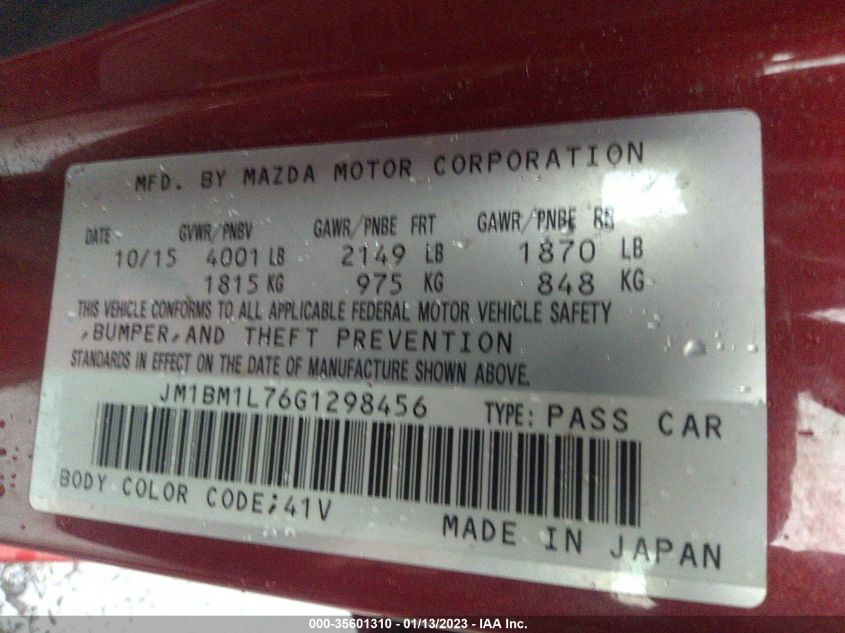 MFD. BY MAZDA MOTOR CORPORATION
DATE GVWR/PNBV GAWR/PNBE FRT GAWR/PNBE RR
10/15 4001 LB 2149 LB 1870 LB
1815 KG 975 KG 848 KG
THIS VEHICLE CONFORMS TO ALL APPLICABLE FEDERAL MOTOR VEHICLE SAFETY
,BUMPER,AND THEFT PREVENTION
STANDARDS IN EFFECT ON THE DATE OF MANUFACTURE SHOWN ABOVE.
JM1BM1L76G1298456 TYPE: PASS CAR
BODY COLOR CODE;41V
MADE IN JAPAN
000-35601310 - 01/13/2023 - IAA Inc.